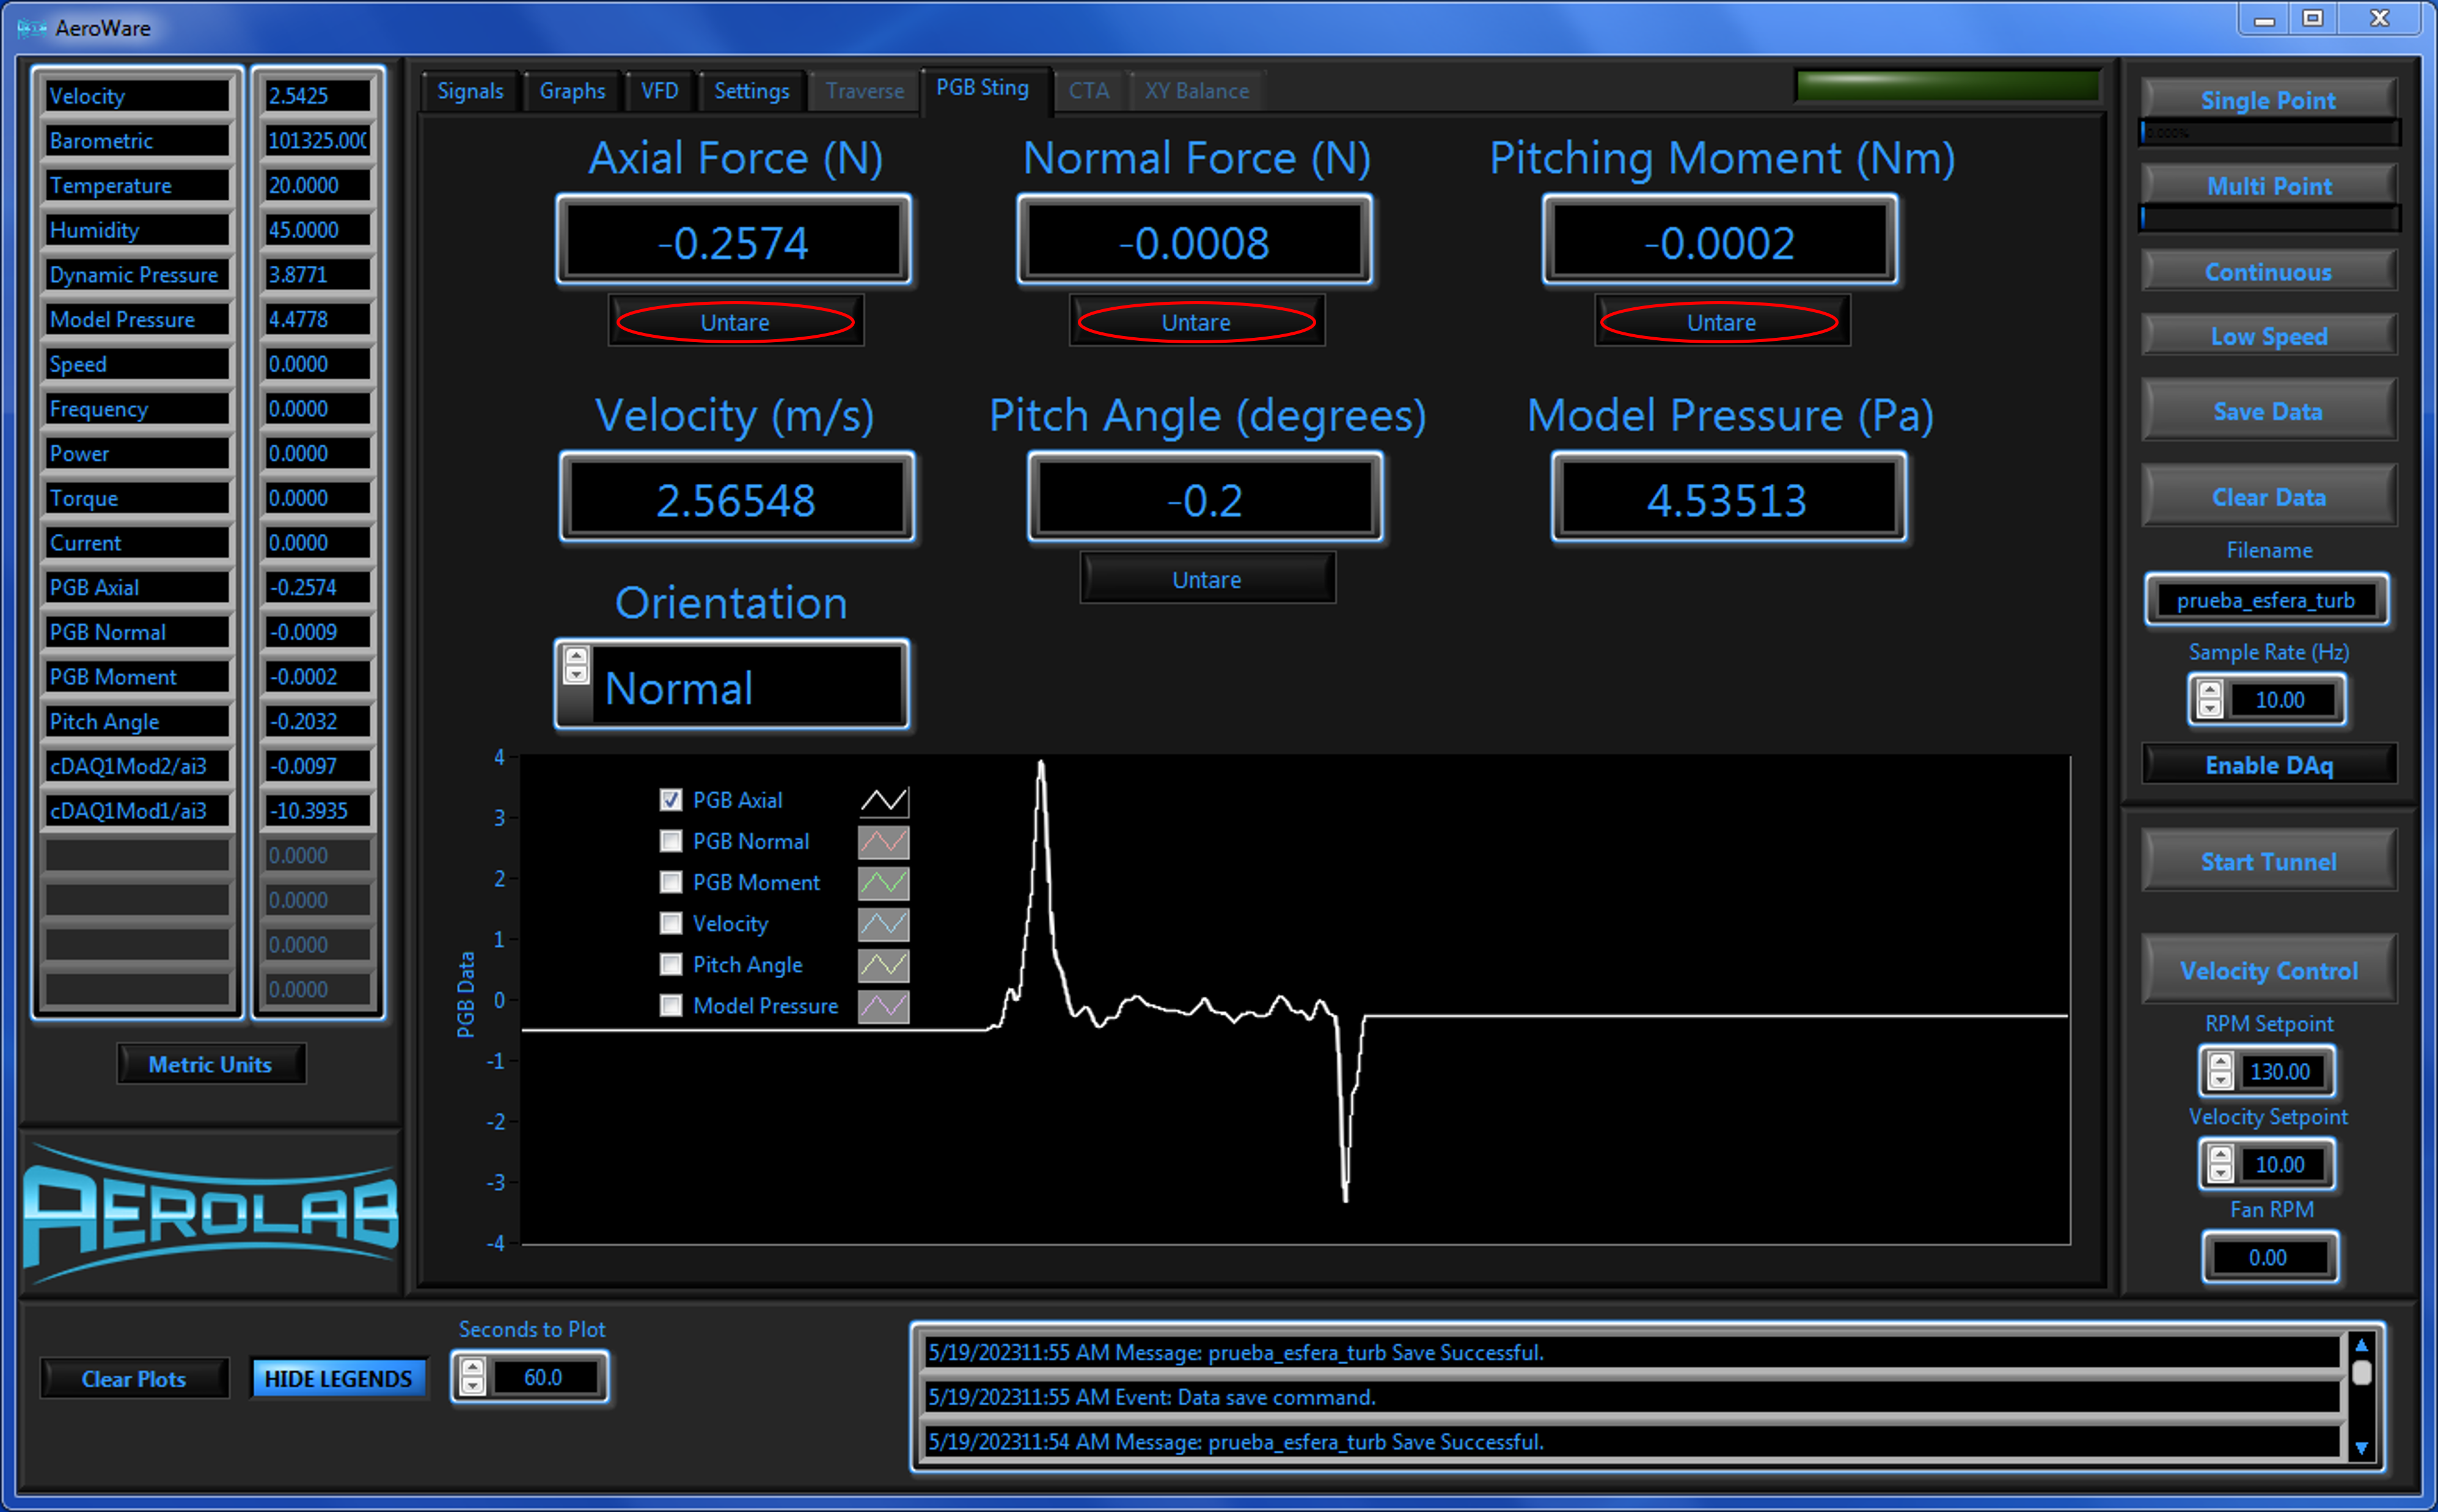 AeroWare
Velocity 2.5425
Barometric 101325.00
Temperature 20.0000
Humidity 45.0000
Dynamic Pressure 3.8771
Model Pressure 4.4778
Speed 0.0000
Frequency 0.0000
Power 0.0000
Torque 0.0000
Current 0.0000
PGB Axial -0.2574
PGB Normal -0.0009
PGB Moment -0.0002
Pitch Angle -0.2032
cDAQ1Mod2/ai3 -0.0097
cDAQ1Mod1/ai3 -10.3935
0.0000
0.0000
0.0000
0.0000
Metric Units
AEROLAB
Signals Graphs VFD Settings Traverse PGB Sting CTA XY Balance
Axial Force (N) Normal Force (N) Pitching Moment (Nm)
-0.2574 -0.0008 -0.0002
Untare Untare Untare
Velocity (m/s) Pitch Angle (degrees) Model Pressure (Pa)
2.56548 -0.2 4.53513
Untare
Orientation
Normal
PGB Data
4
3
2
1
0
-1
-2
-3
-4
PGB Axial
PGB Normal
PGB Moment
Velocity
Pitch Angle
Model Pressure
Single Point
0.000%
Multi Point
Continuous
Low Speed
Save Data
Clear Data
Filename
prueba_esfera_turb
Sample Rate (Hz)
10.00
Enable DAq
Start Tunnel
Velocity Control
RPM Setpoint
130.00
Velocity Setpoint
10.00
Fan RPM
0.00
Clear Plots
HIDE LEGENDS
Seconds to Plot
60.0
5/19/202311:55 AM Message: prueba_esfera_turb Save Successful.
5/19/202311:55 AM Event: Data save command.
5/19/202311:54 AM Message: prueba_esfera_turb Save Successful.